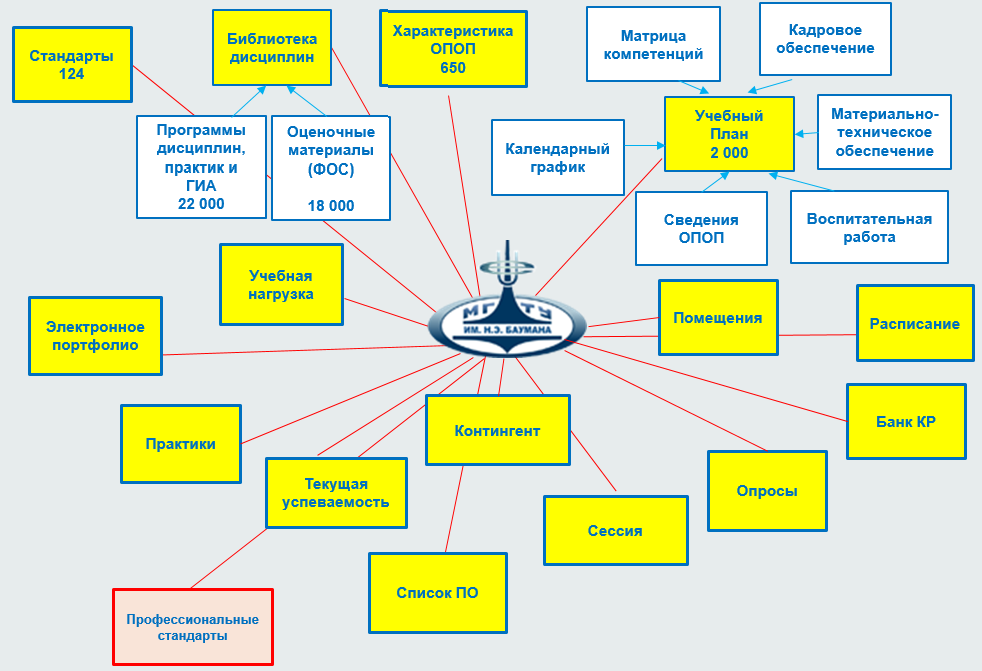 Стандарты
124
Библиотека
дисциплин
Характеристика
ОПОП
650
Матрица
компетенций
Кадровое
обеспечение
Программы
дисциплин,
практик и
ГИА
22 000
Оценочные
материалы
(ФОС)
18 000
Календарный
график
Учебный
План
2 000
Материально-
техническое
обеспечение
Сведения
ОПОП
Воспитательная
работа
Учебная
нагрузка
МГТУ
ИМ. Н.Э. БАУМАНА
Помещения
Расписание
Электронное
портфолио
Практики
Контингент
Банк КР
Текущая
успеваемость
Опросы
Сессия
Список ПО
Профессиональные
стандарты